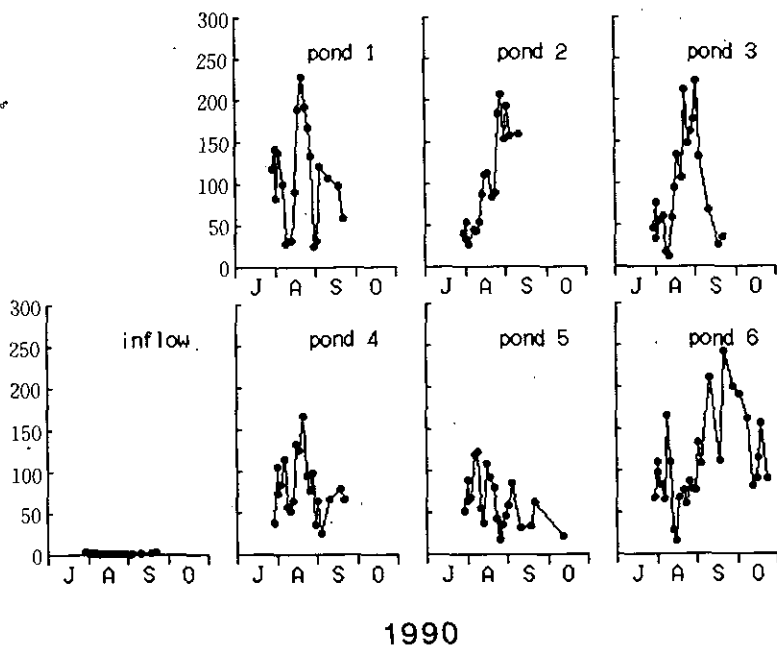 300
250
200
150
100
50
0
pond 1
pond 2
pond 3
J A S O
J A S O
J A S O
300
250
200
150
100
50
0
inflow
pond 4
pond 5
pond 6
J A S O
J A S O
J A S O
J A S O
1990